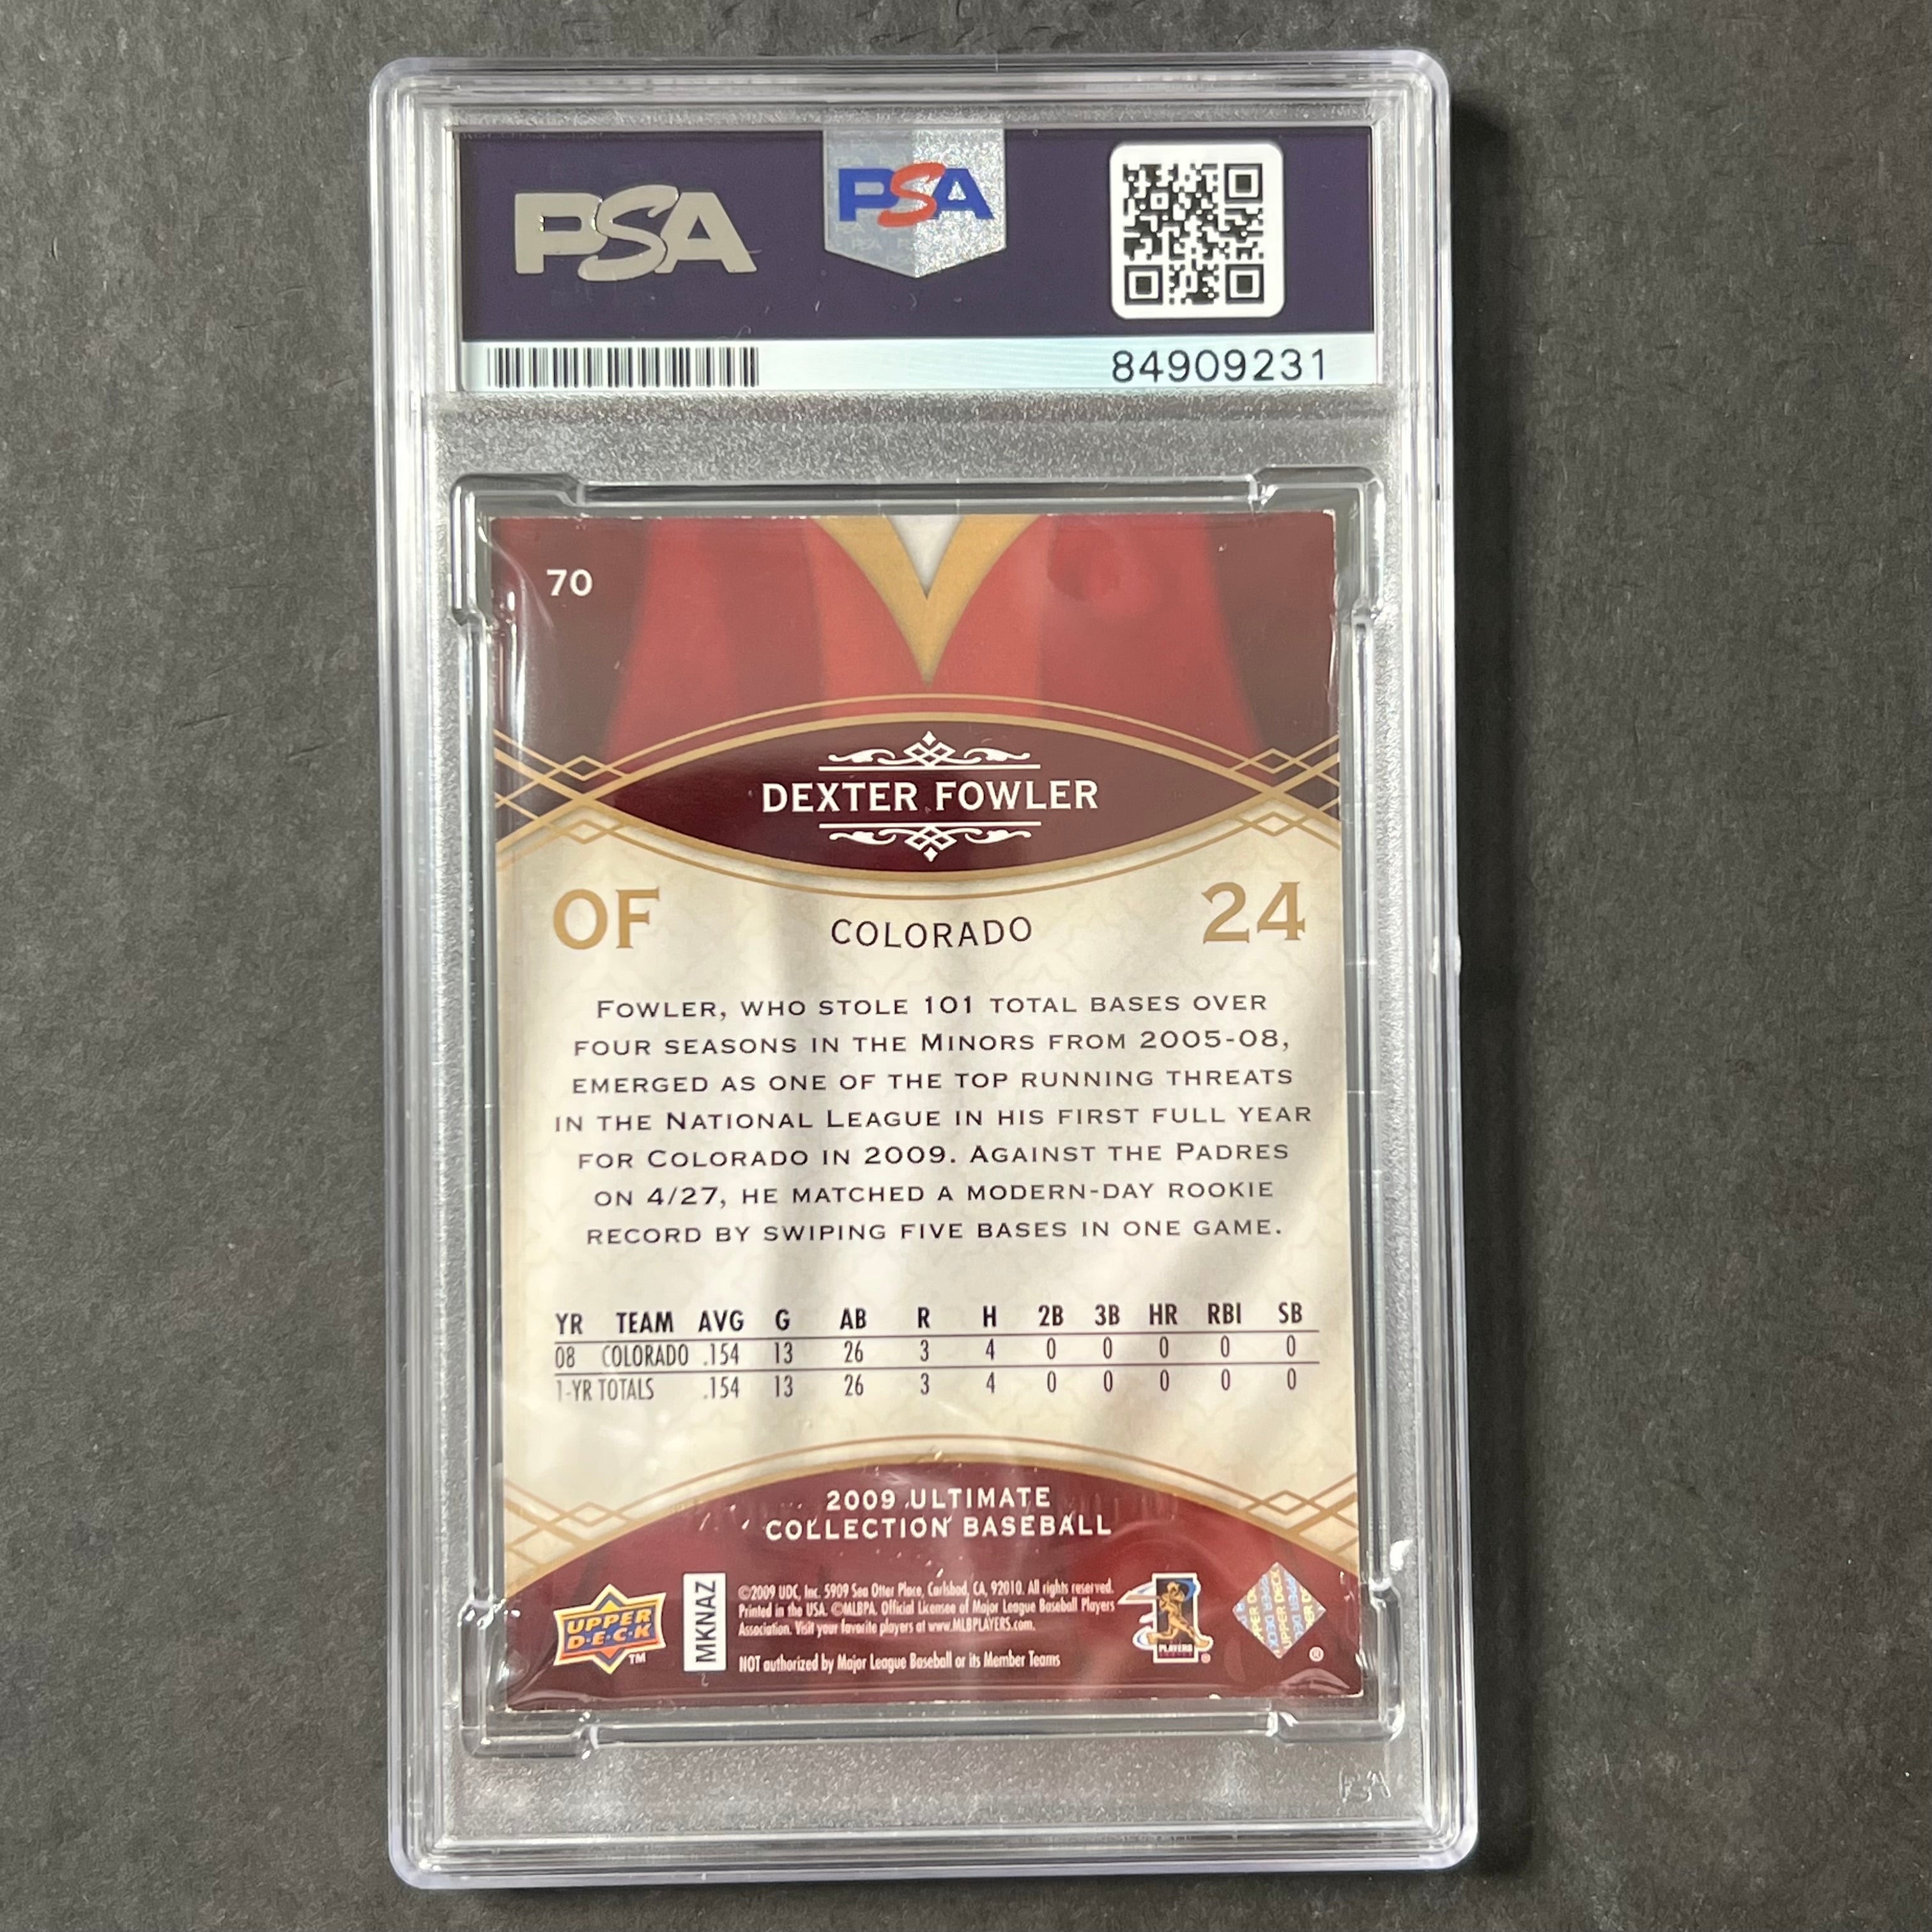 PSA
PSA
84909231
70
DEXTER FOWLER
OF
COLORADO
24
FOWLER, WHO STOLE 101 TOTAL BASES OVER
FOUR SEASONS IN THE MINORS FROM 2005-08,
EMERGED AS ONE OF THE TOP RUNNING THREATS
IN THE NATIONAL LEAGUE IN HIS FIRST FULL YEAR
FOR COLORADO IN 2009. AGAINST THE PADRES
ON 4/27, HE MATCHED A MODERN-DAY ROOKIE
RECORD BY SWIPING FIVE BASES IN ONE GAME.
YR TEAM AVG G AB R H 2B 3B HR RBI SB
08 COLORADO .154 13 26 3 4 0 0 0 0 0
1-YR TOTALS .154 13 26 3 4 0 0 0 0 0
2009 ULTIMATE
COLLECTION BASEBALL
UPPER
D·E·C·K
TM
MKNAZ
©2009 UDC, Inc. 5909 Sea Otter Place, Carlsbad, CA, 92010. All rights reserved.
Printed in the USA. ©MLBPA, Official Licensee of Major League Baseball Players
Association. Visit your favorite players at www.MLBPLAYERS.com.
NOT authorized by Major League Baseball or its Member Teams
PLAYERS
UPPER DECK
®
PSA